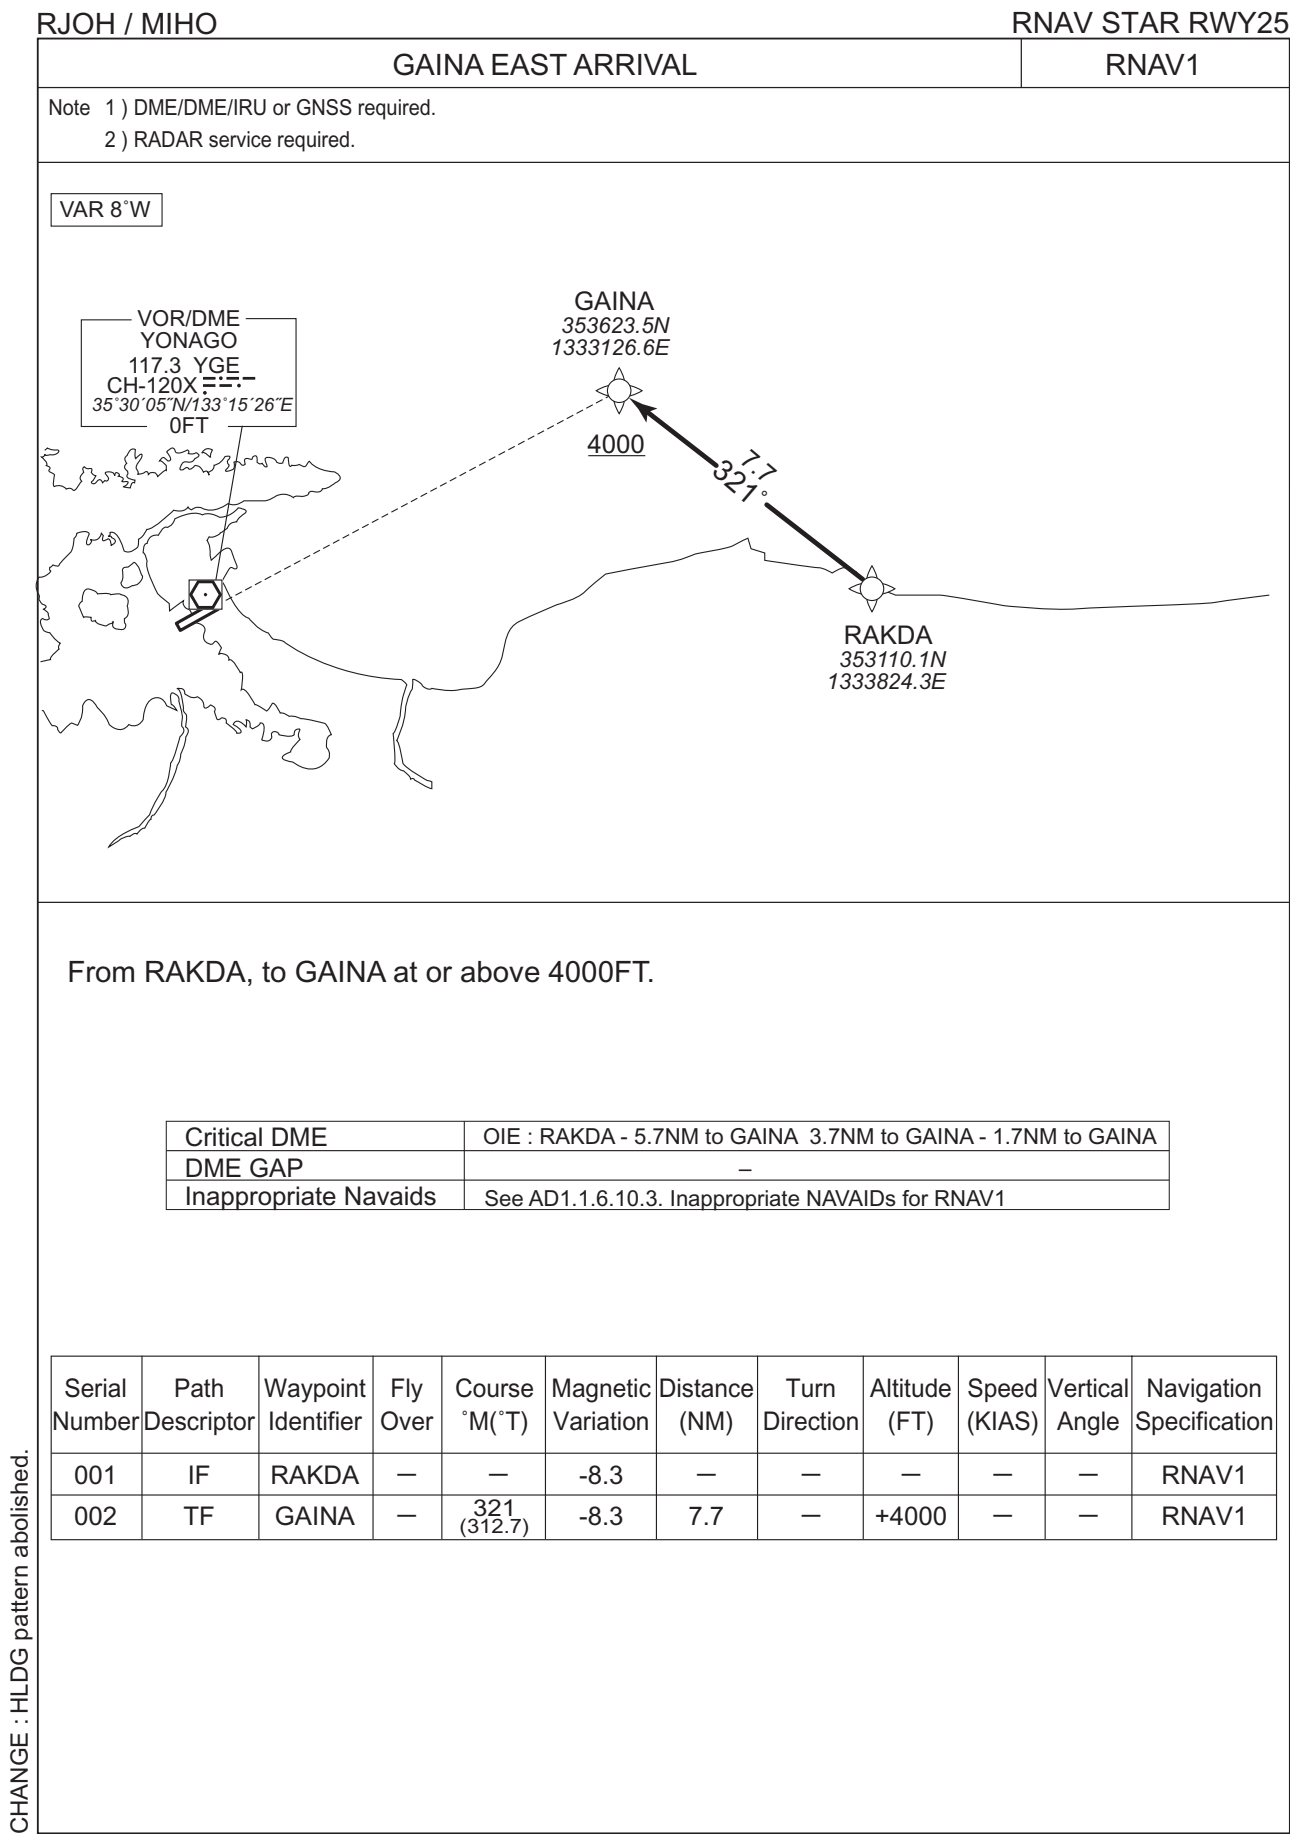 RJOH / MIHO
RNAV STAR RWY25
GAINA EAST ARRIVAL
RNAV1
Note 1 ) DME/DME/IRU or GNSS required.
2 ) RADAR service required.
VAR 8˚W
VOR/DME
YONAGO
117.3 YGE
CH-120X
35˚30´05˝N/133˚15´26˝E
0FT
GAINA
353623.5N
1333126.6E
4000
7.7
321˚
RAKDA
353110.1N
1333824.3E
From RAKDA, to GAINA at or above 4000FT.
Critical DME OIE : RAKDA - 5.7NM to GAINA 3.7NM to GAINA - 1.7NM to GAINA
DME GAP –
Inappropriate Navaids See AD1.1.6.10.3. Inappropriate NAVAIDs for RNAV1
Serial Path Waypoint Fly Course Magnetic Distance Turn Altitude Speed Vertical Navigation
Number Descriptor Identifier Over ˚M(˚T) Variation (NM) Direction (FT) (KIAS) Angle Specification
001 IF RAKDA — — -8.3 — — — — — RNAV1
002 TF GAINA — 321 (312.7) -8.3 7.7 — +4000 — — RNAV1
CHANGE : HLDG pattern abolished.